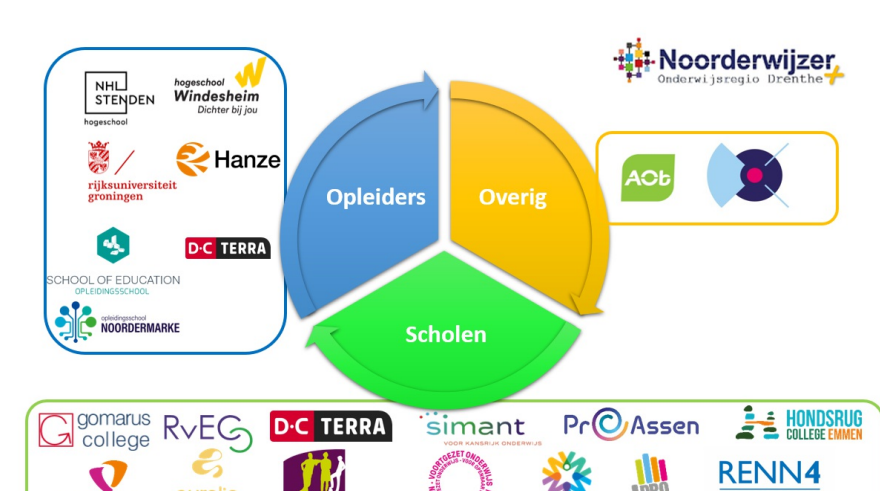 Noorderwijzer
Onderwijsregio Drenthe
NHL
STENDEN
hogeschool
hogeschool
Windesheim
Dichter bij jou
rijksuniversiteit
groningen
Hanze
SCHOOL OF EDUCATION
OPLEIDINGSSCHOOL
D·C TERRA
opleidingsschool
NOORDERMARKE
Opleiders
Overig
Scholen
AOb
gomarus
college
RvEC
D·C TERRA
simant
VOOR KANSRIJK ONDERWIJS
PrOAssen
HONDSRUG
COLLEGE EMMEN
RENN4